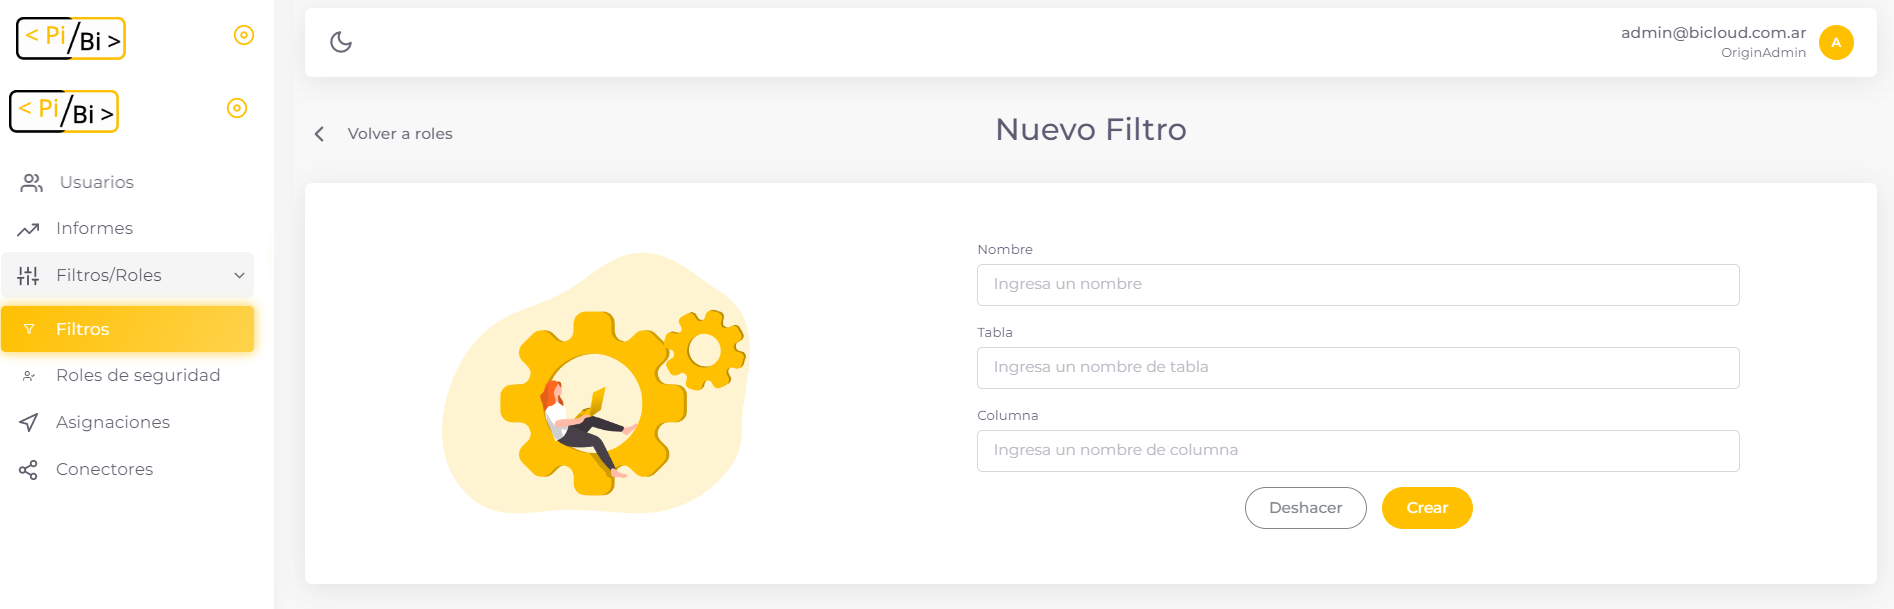 < Pi/Bi >
< Pi/Bi >
Usuarios
Informes
Filtros/Roles
Filtros
Roles de seguridad
Asignaciones
Conectores
admin@bicloud.com.ar
OriginAdmin
A
Volver a roles
Nuevo Filtro
Nombre
Ingresa un nombre
Tabla
Ingresa un nombre de tabla
Columna
Ingresa un nombre de columna
Deshacer
Crear